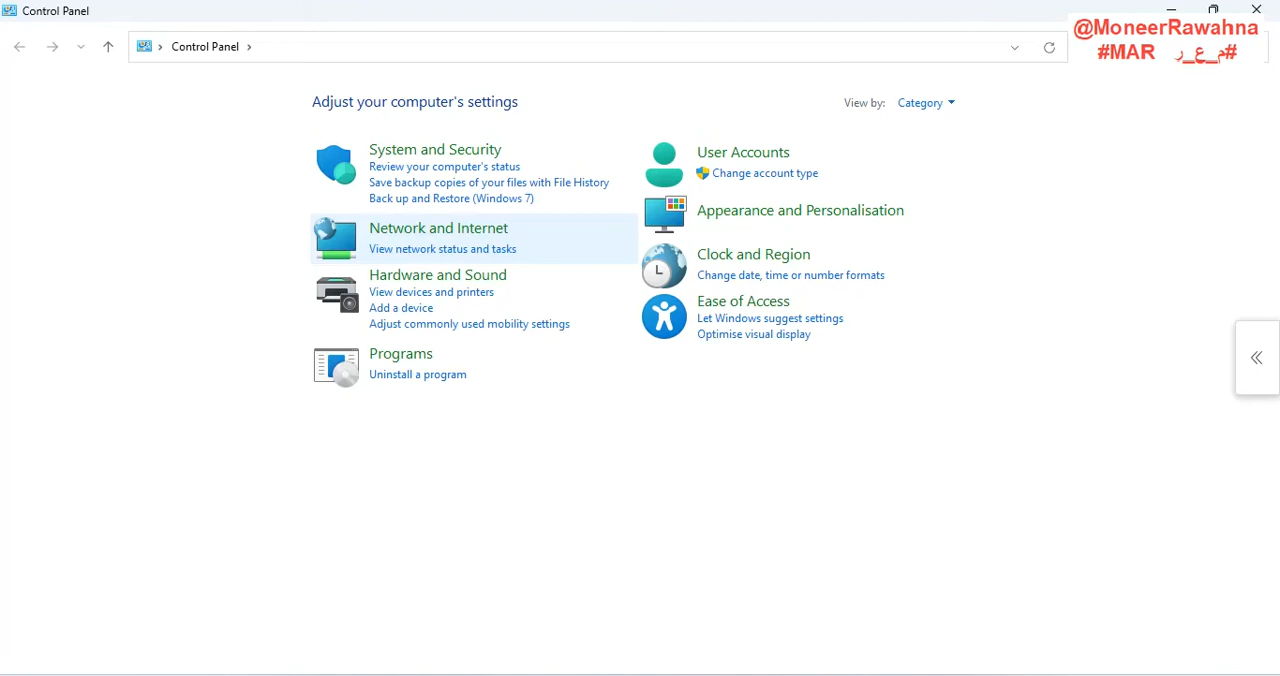 Control Panel
@MoneerRawahna
Control Panel
#MAR #م_ع_ر
Adjust your computer's settings
View by: Category
System and Security
Review your computer's status
Save backup copies of your files with File History
Back up and Restore (Windows 7)
Network and Internet
View network status and tasks
Hardware and Sound
View devices and printers
Add a device
Adjust commonly used mobility settings
Programs
Uninstall a program
User Accounts
Change account type
Appearance and Personalisation
Clock and Region
Change date, time or number formats
Ease of Access
Let Windows suggest settings
Optimise visual display